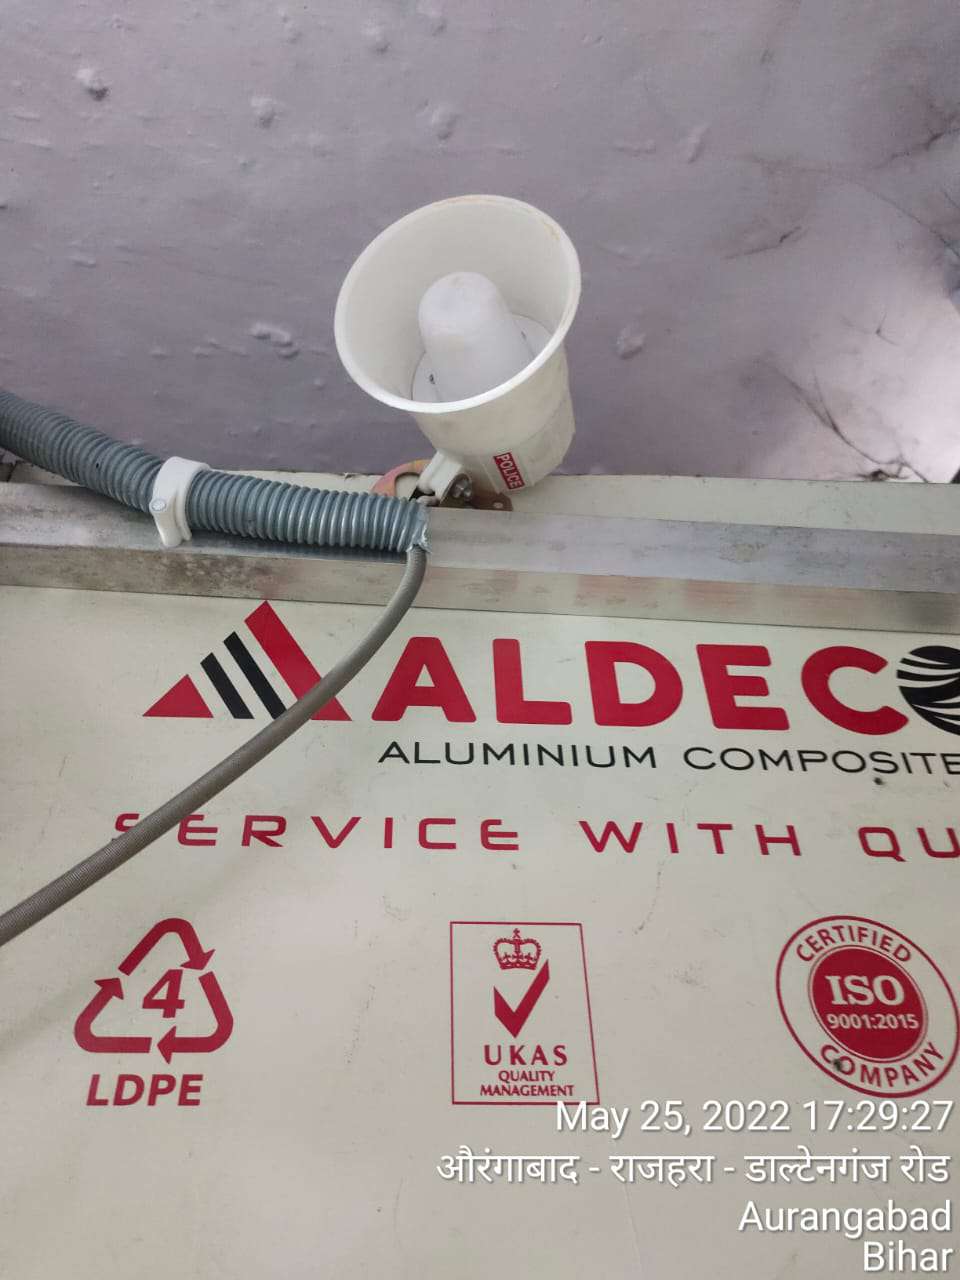 POLICE
ALDECO
ALUMINIUM COMPOSITE
SERVICE WITH QU
4
LDPE
UKAS
QUALITY
MANAGEMENT
CERTIFIED
ISO
9001:2015
COMPANY
May 25, 2022 17:29:27
औरंगाबाद - राजहरा - डाल्टेनगंज रोड
Aurangabad
Bihar